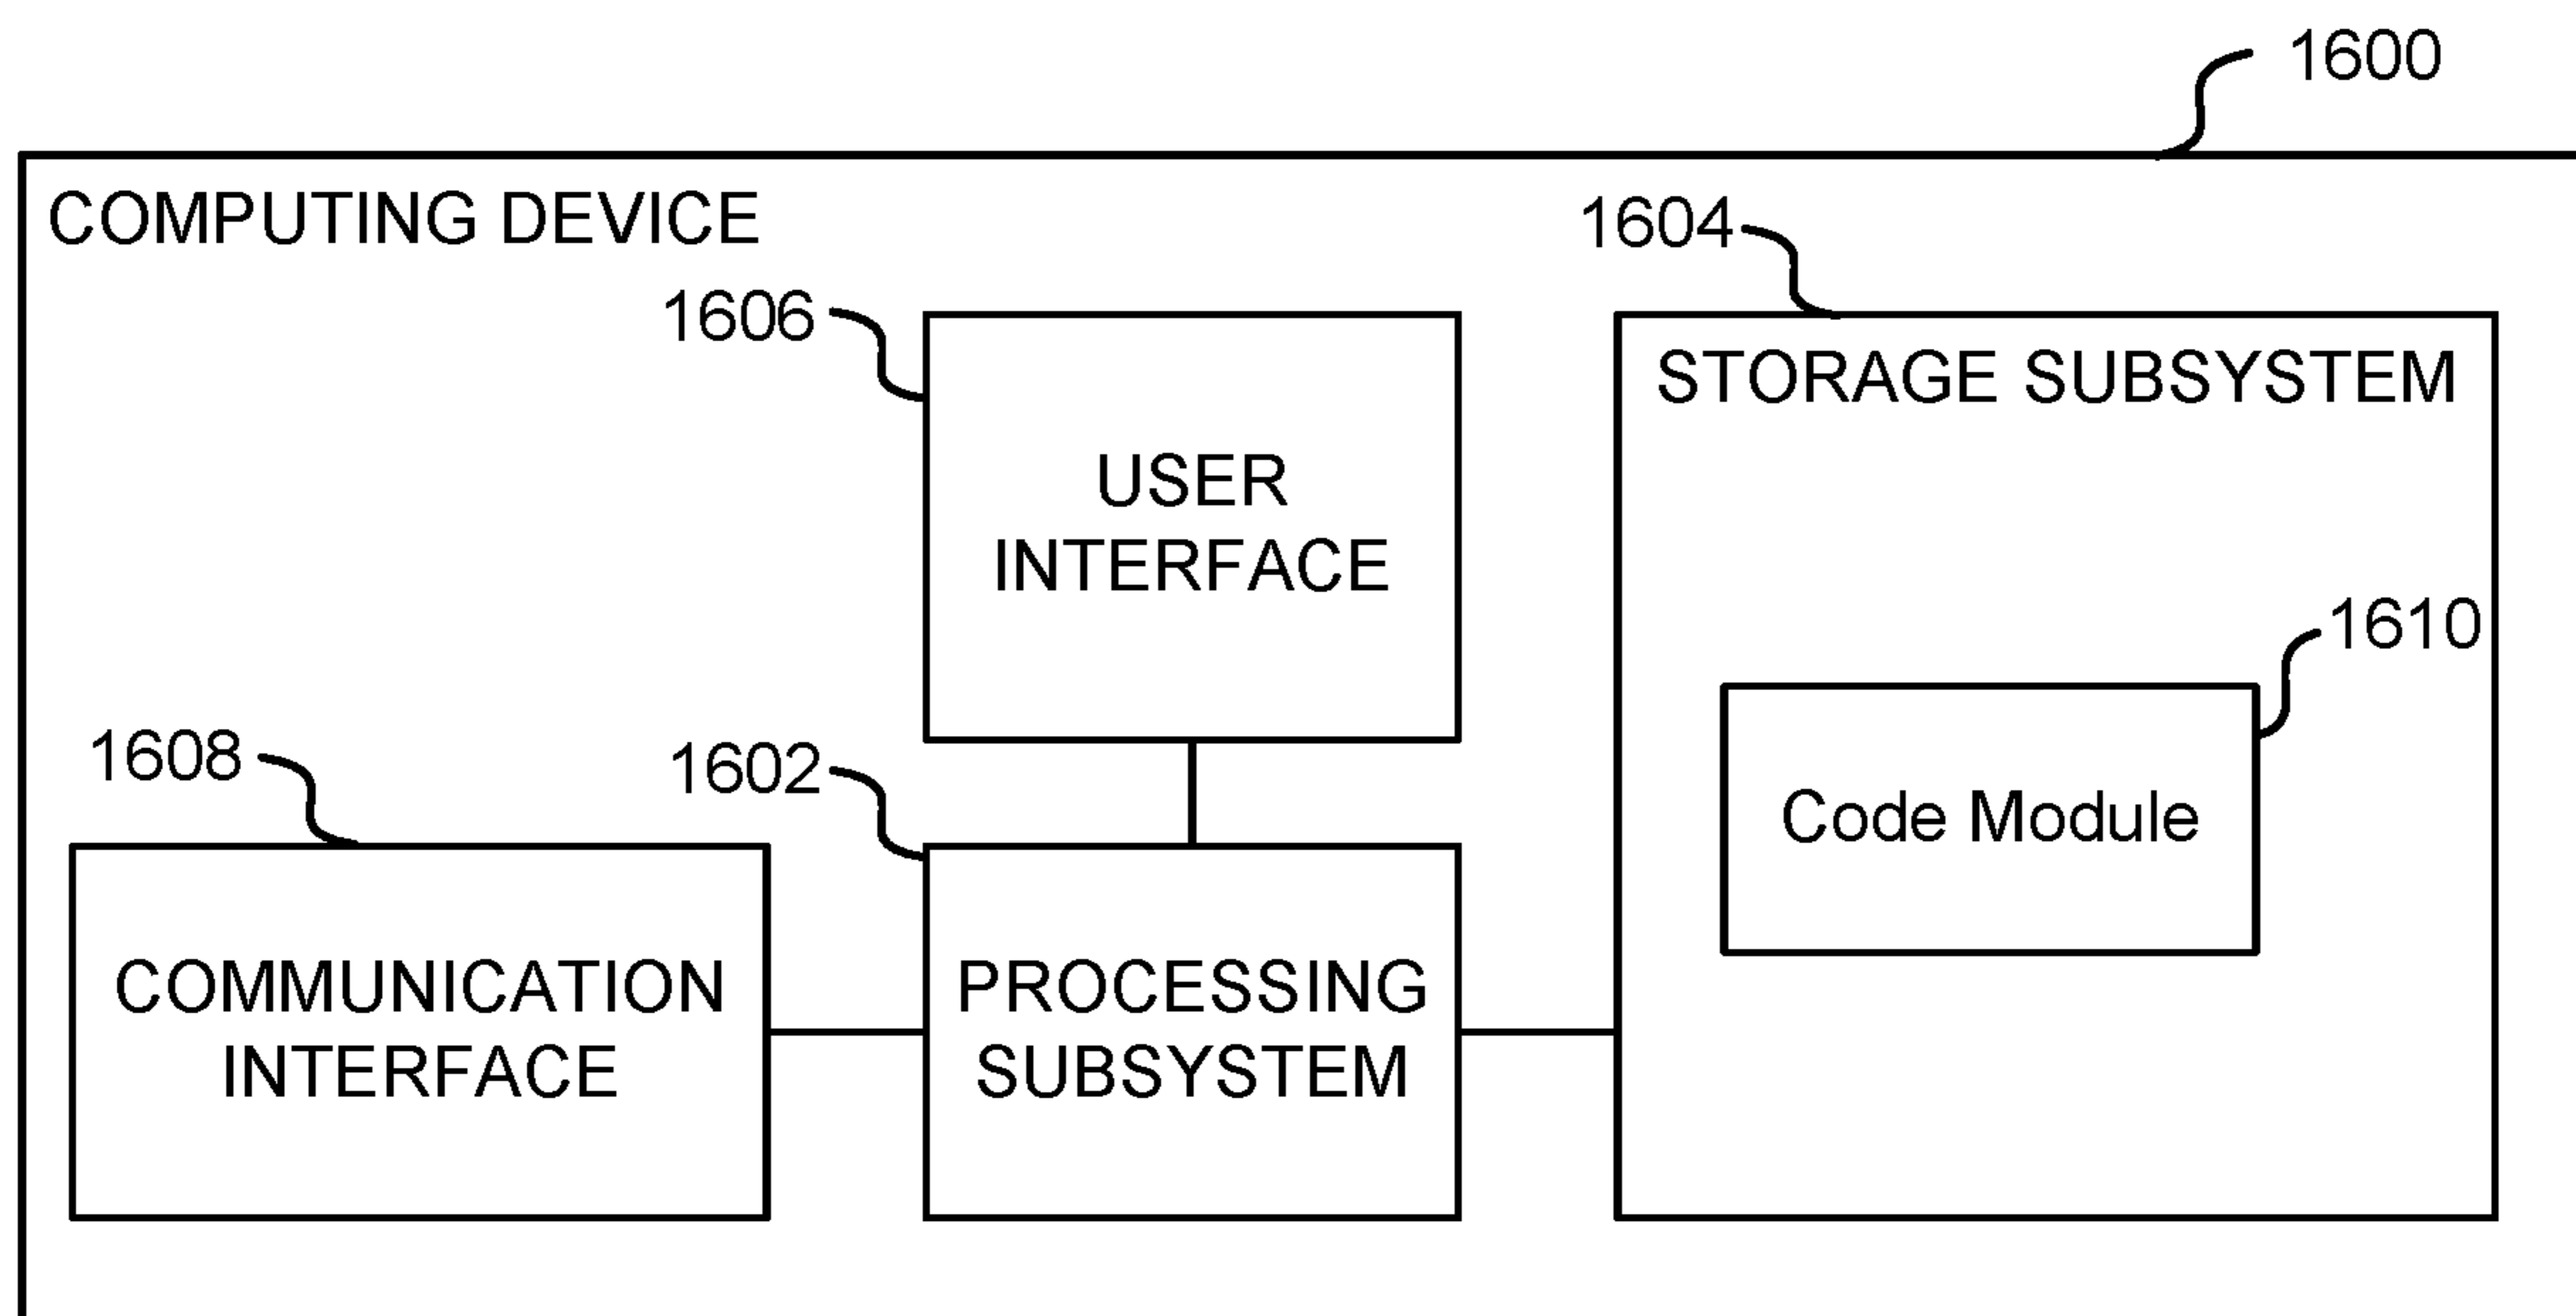 1600
COMPUTING DEVICE
1604
1606
STORAGE SUBSYSTEM
USER
INTERFACE
1610
1608
1602
Code Module
COMMUNICATION
INTERFACE
PROCESSING
SUBSYSTEM